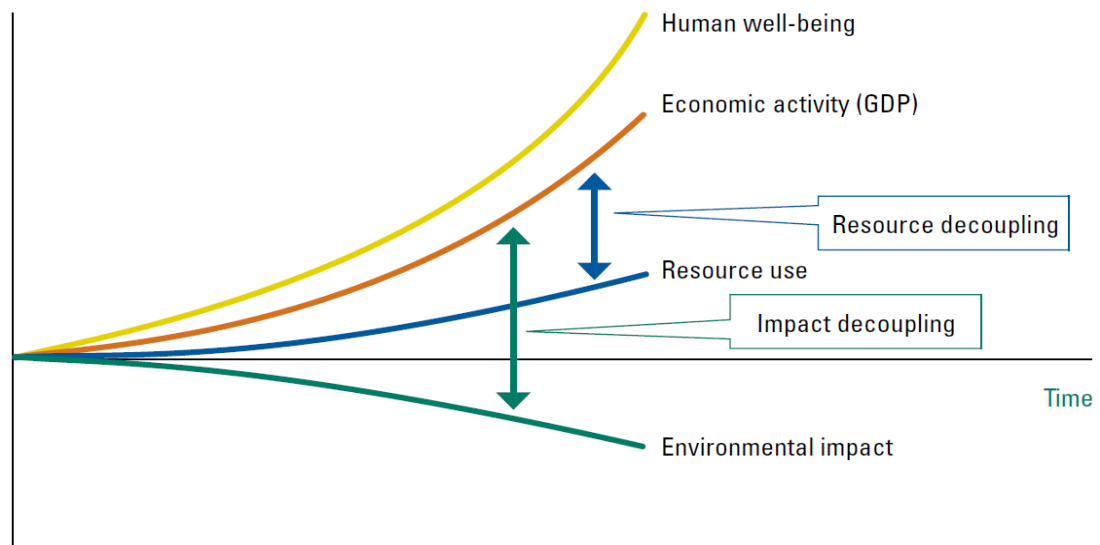 Human well-being
Economic activity (GDP)
Resource decoupling
Resource use
Impact decoupling
Time
Environmental impact